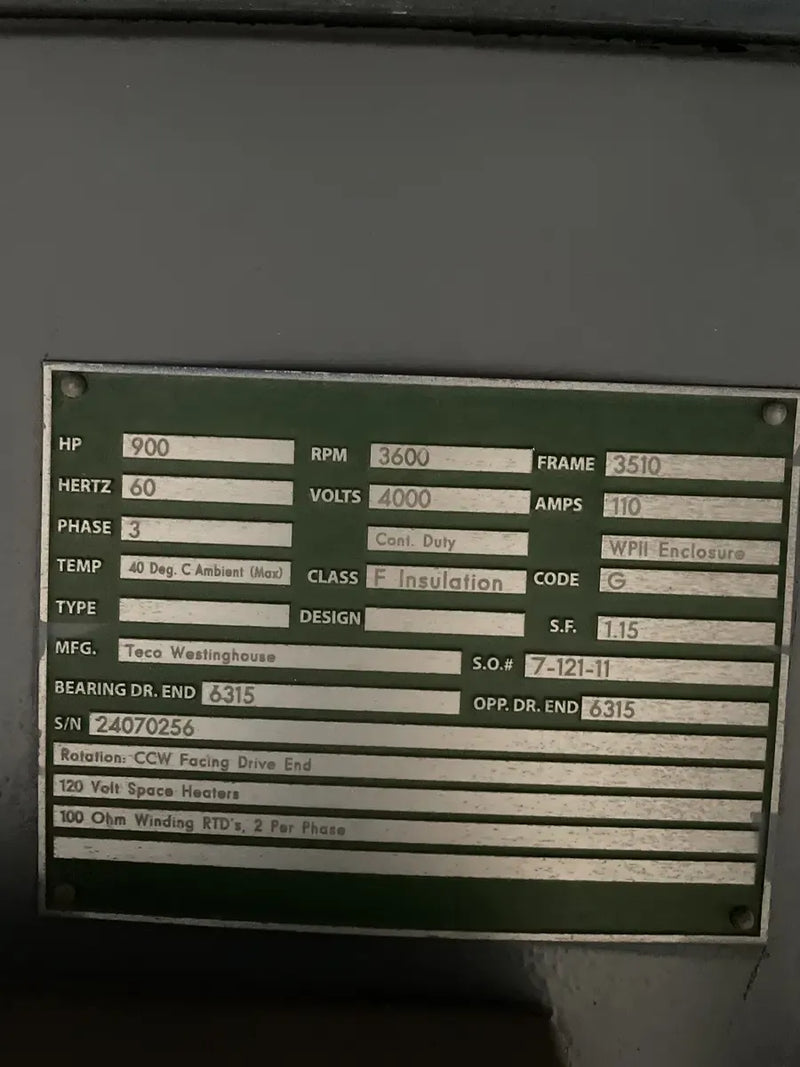 HP 900 RPM 3600 FRAME 3510
HERTZ 60 VOLTS 4000 AMPS 110
PHASE 3 Cont. Duty WPII Enclosure
TEMP 40 Deg. C Ambient (Max) CLASS F Insulation CODE G
TYPE DESIGN S.F. 1.15
MFG. Teco Westinghouse S.O.# 7-121-11
BEARING DR. END 6315 OPP. DR. END 6315
S/N 24070256
Rotation: CCW Facing Drive End
120 Volt Space Heaters
100 Ohm Winding RTD's, 2 Per Phase